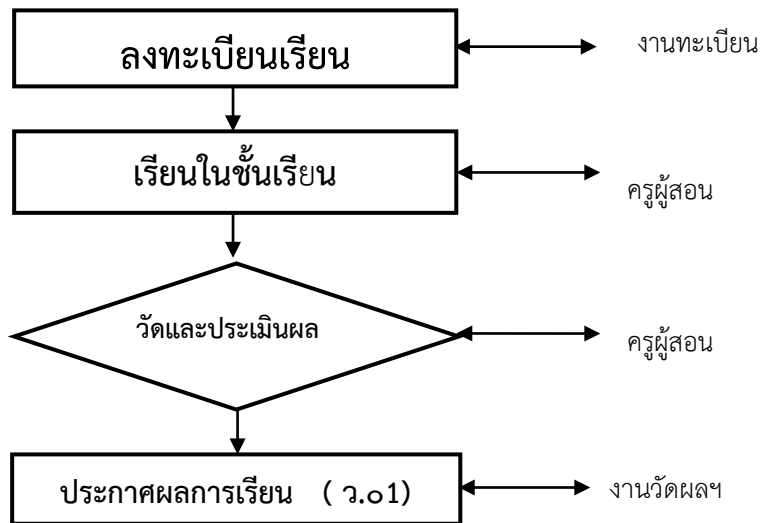 ลงทะเบียนเรียน
งานทะเบียน
เรียนในชั้นเรียน
ครูผู้สอน
วัดและประเมินผล
ครูผู้สอน
ประกาศผลการเรียน ( ว.๐1)
งานวัดผลฯ